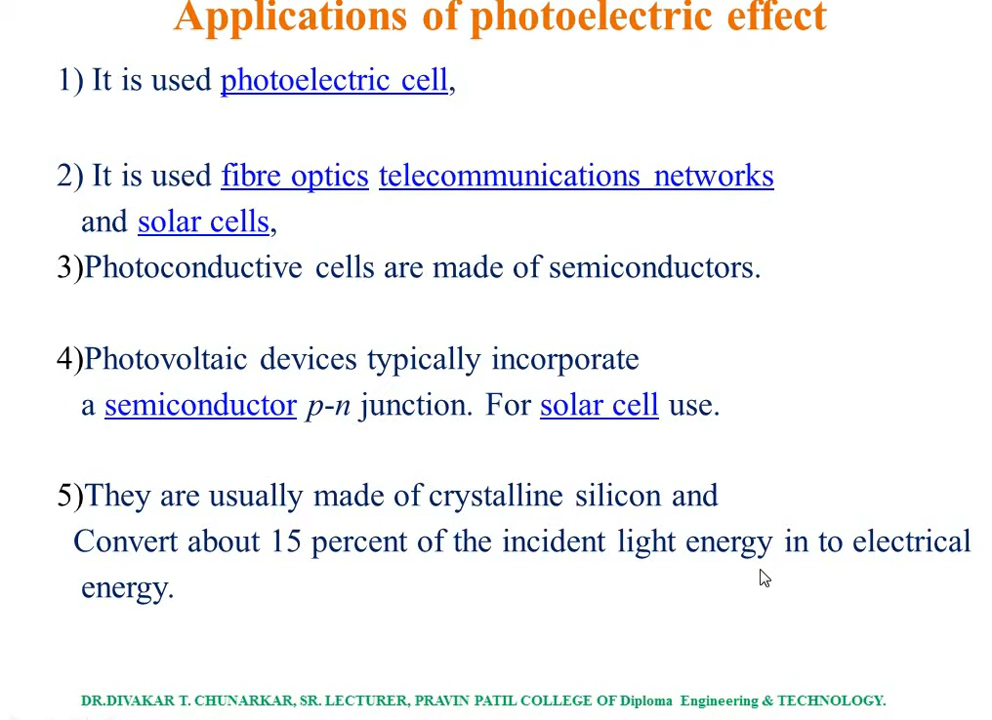 Applications of photoelectric effect
1) It is used photoelectric cell,
2) It is used fibre optics telecommunications networks
and solar cells,
3)Photoconductive cells are made of semiconductors.
4)Photovoltaic devices typically incorporate
a semiconductor p-n junction. For solar cell use.
5)They are usually made of crystalline silicon and
Convert about 15 percent of the incident light energy in to electrical
energy.
DR.DIVAKAR T. CHUNARKAR, SR. LECTURER, PRAVIN PATIL COLLEGE OF Diploma Engineering & TECHNOLOGY.